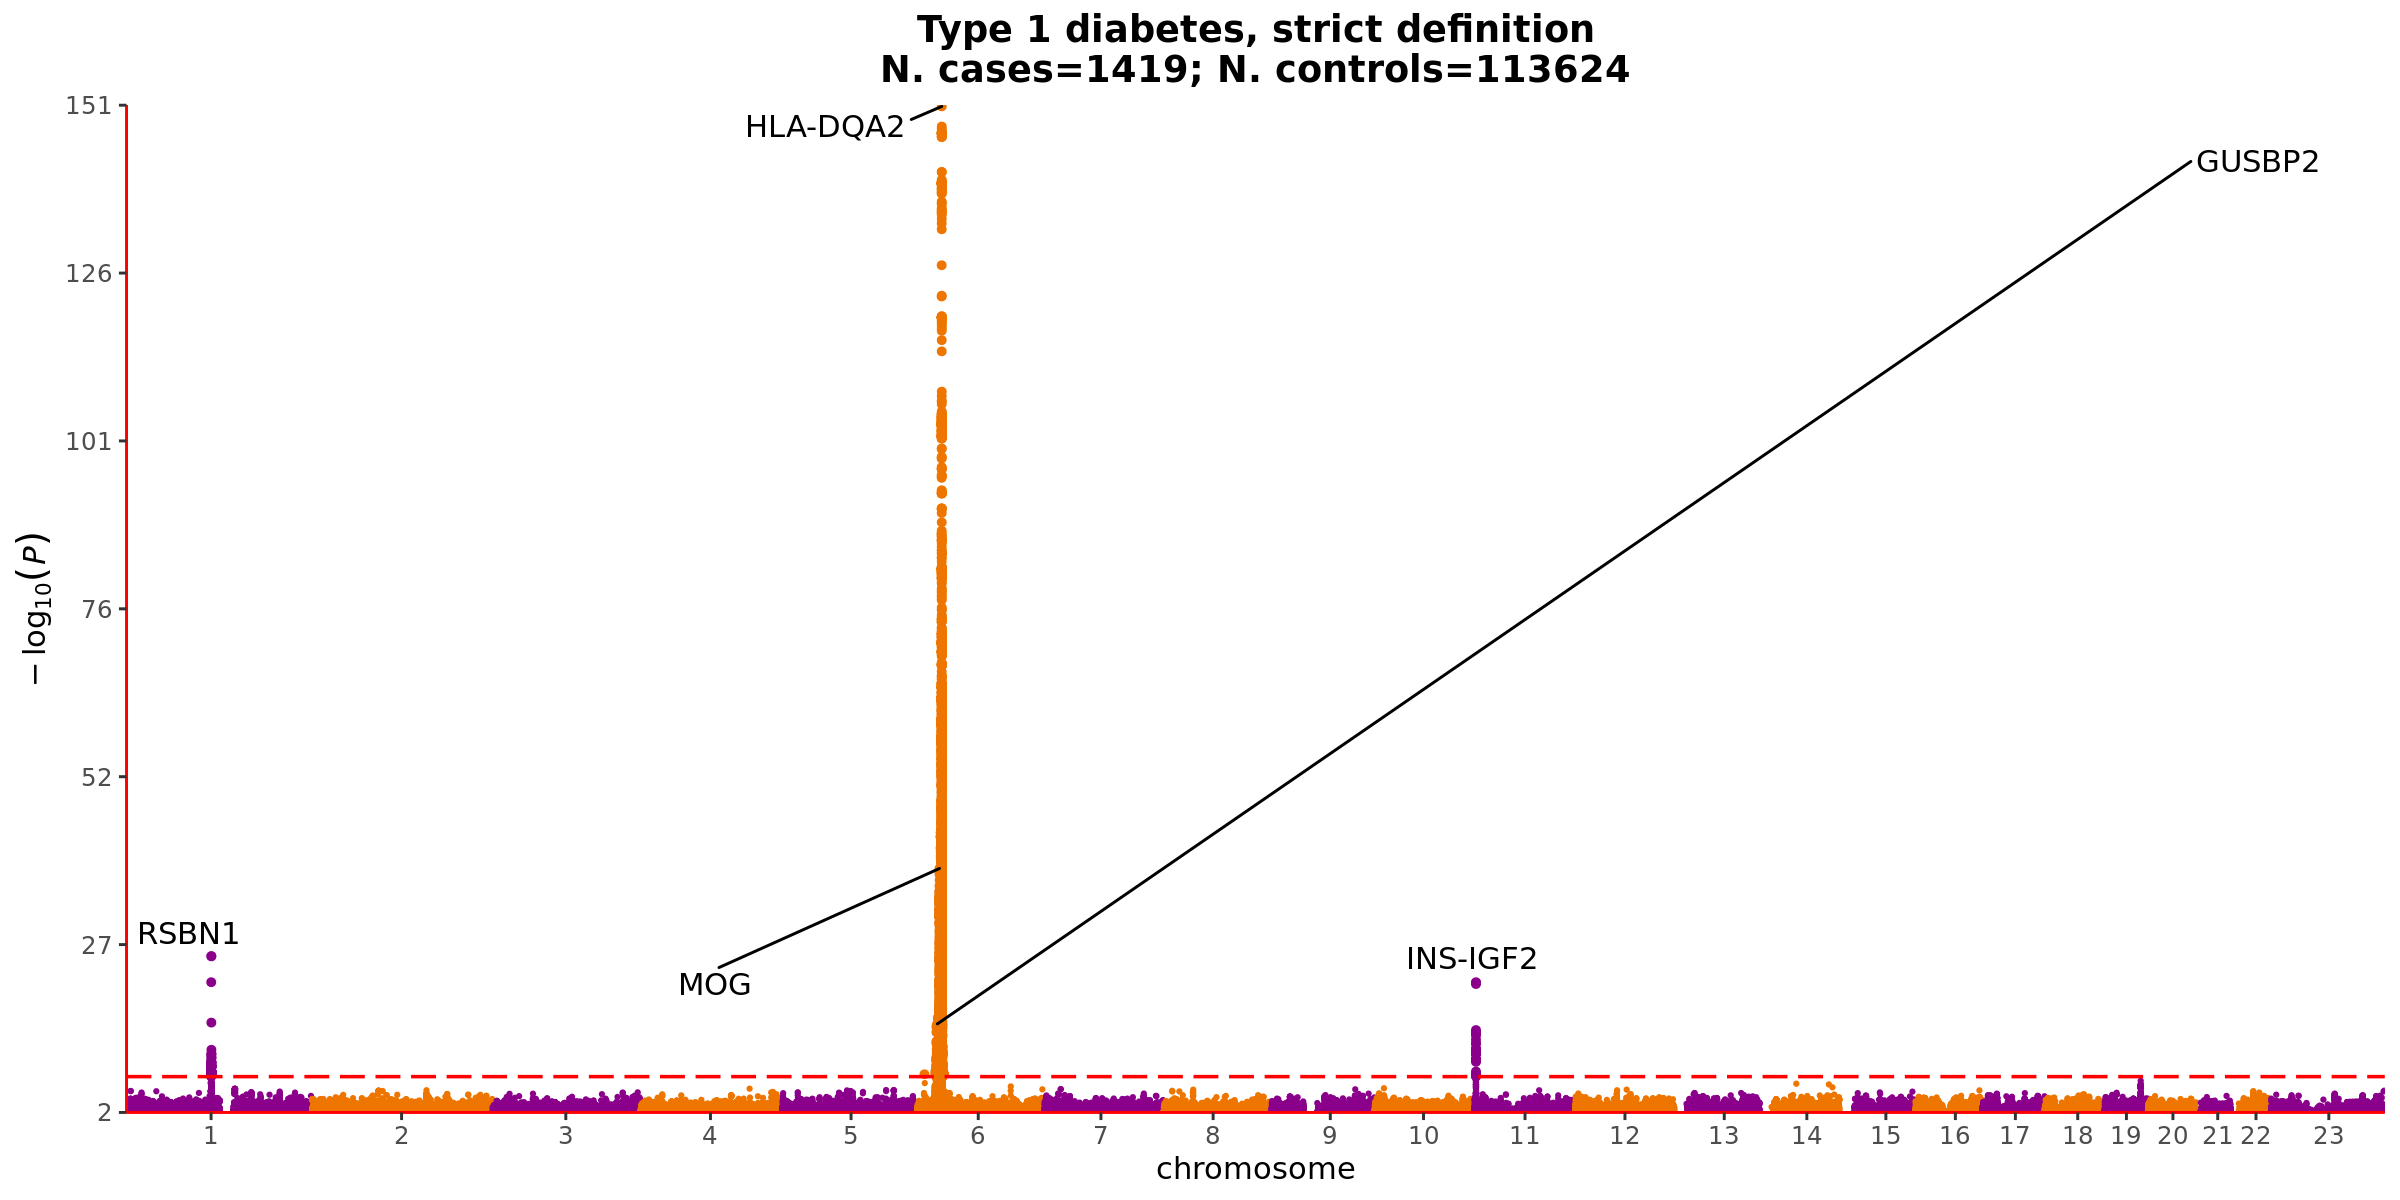 Type 1 diabetes, strict definition
N. cases=1419; N. controls=113624
151
HLA-DQA2
GUSBP2
126
101
76
52
27
2
− log10(P)
RSBN1
MOG
INS-IGF2
1 2 3 4 5 6 7 8 9 10 11 12 13 14 15 16 17 18 19 20 21 22 23
chromosome